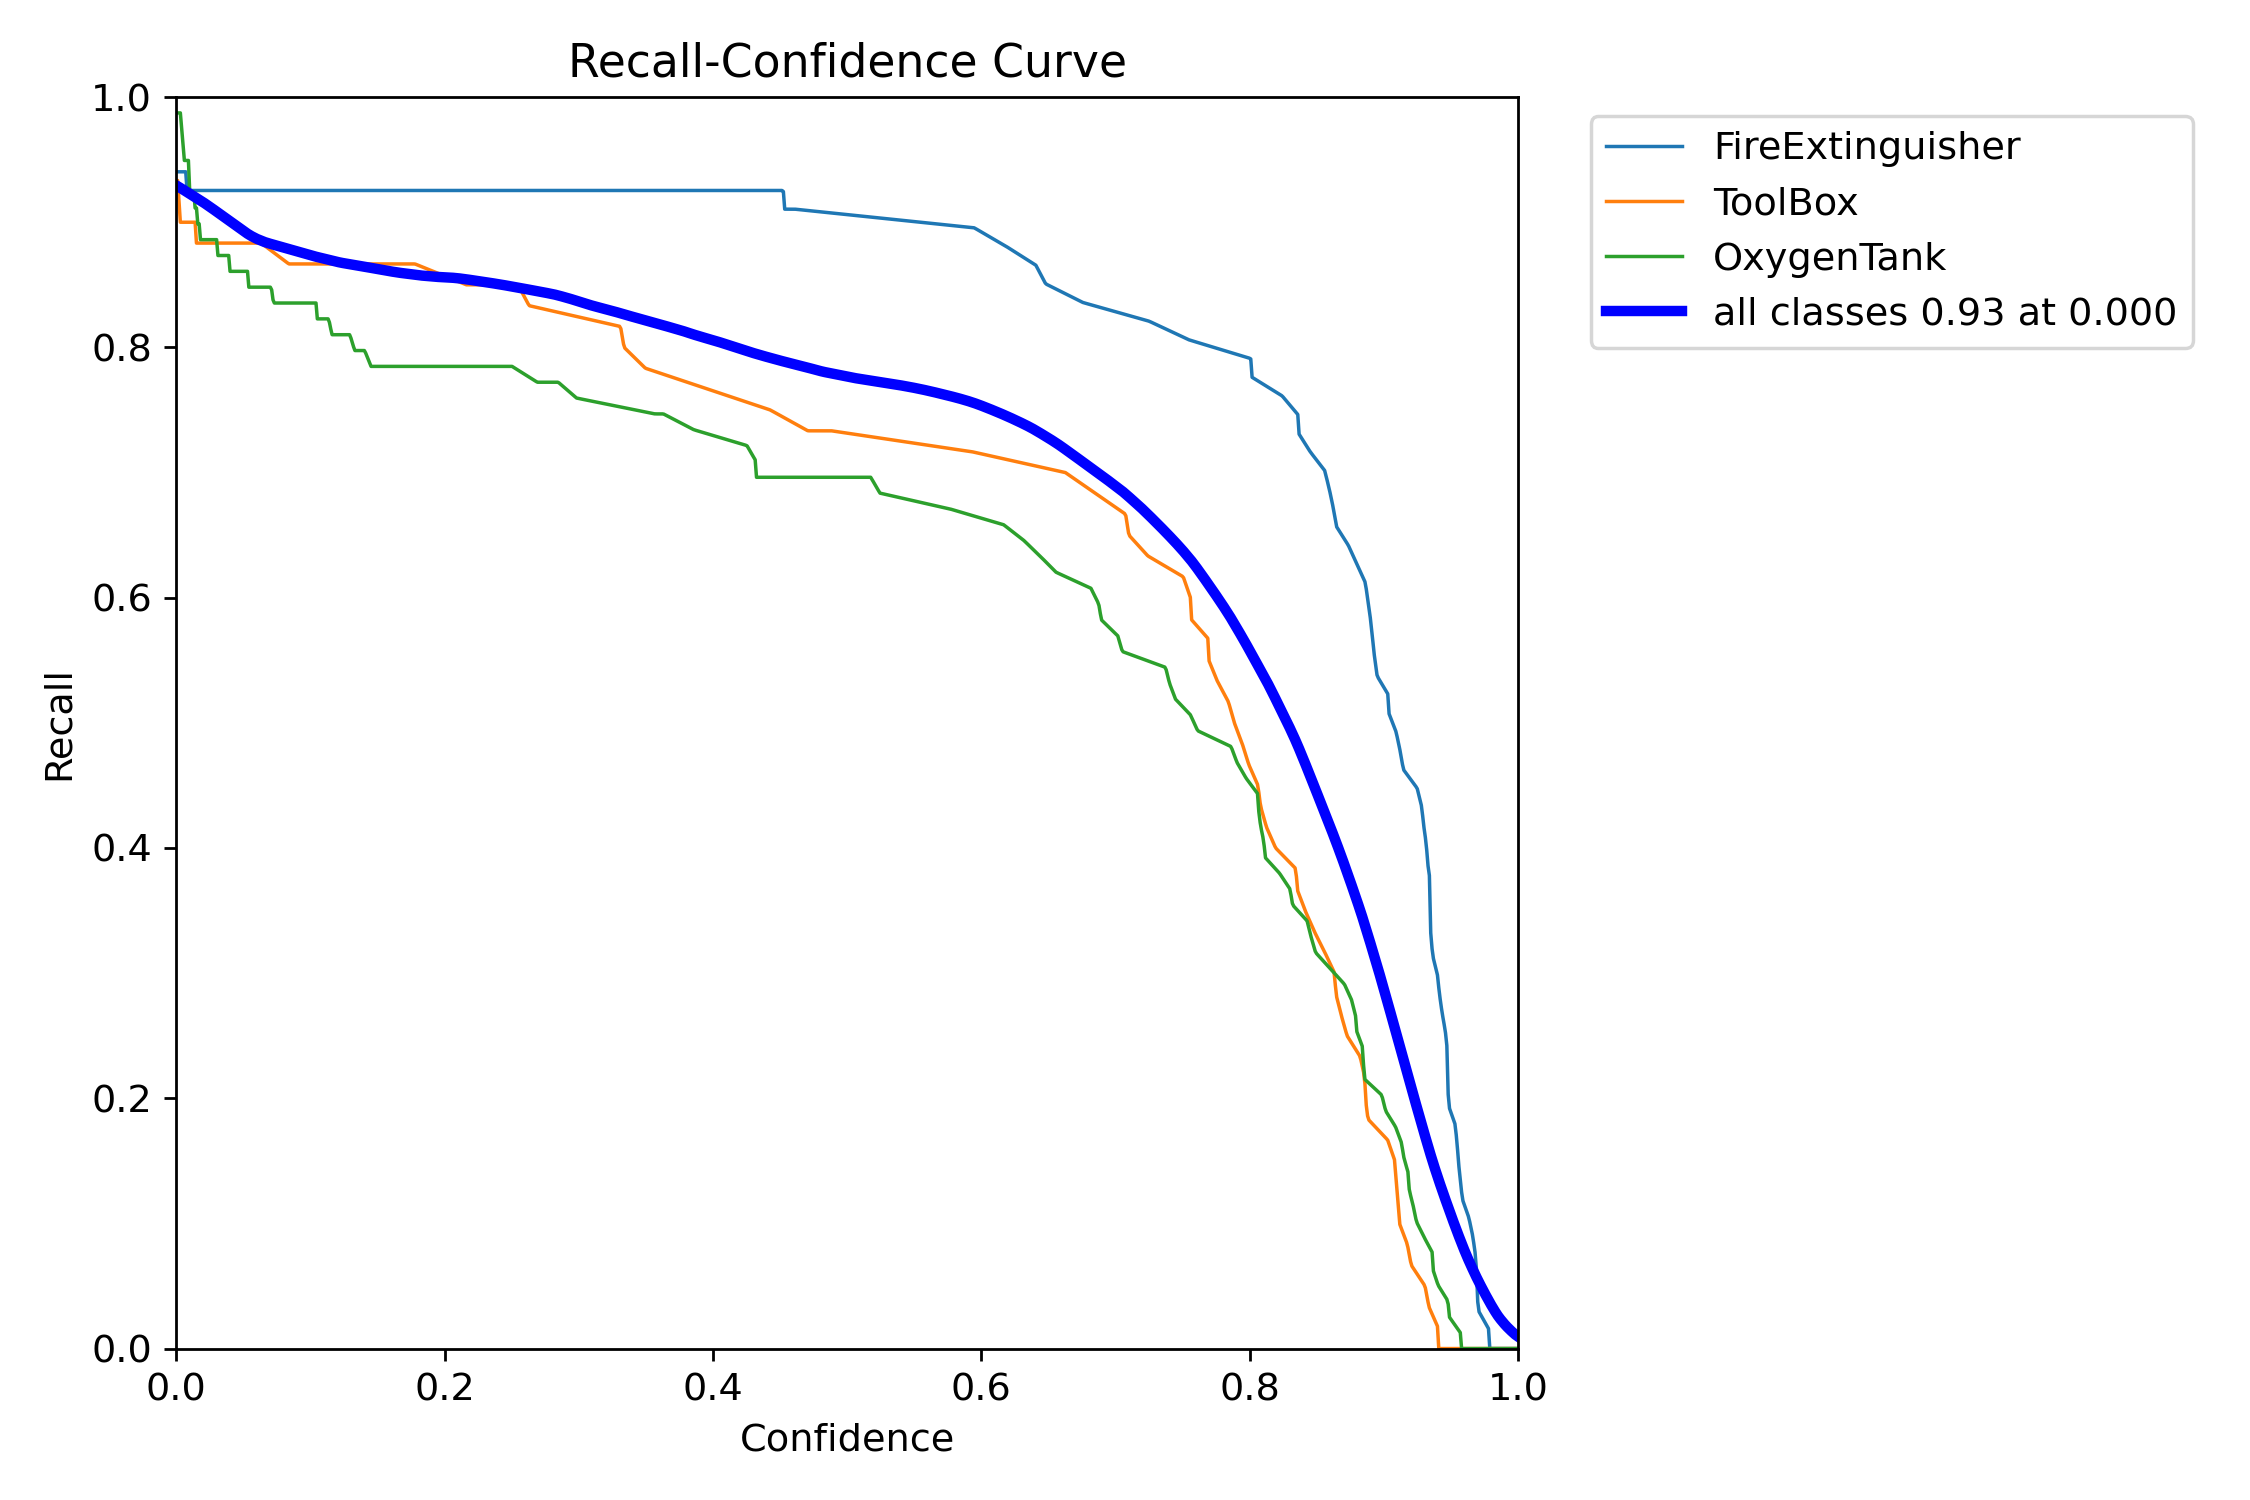 Recall-Confidence Curve
1.0
0.8
0.6
0.4
0.2
0.0
Recall
0.0 0.2 0.4 0.6 0.8 1.0
Confidence
FireExtinguisher
ToolBox
OxygenTank
all classes 0.93 at 0.000